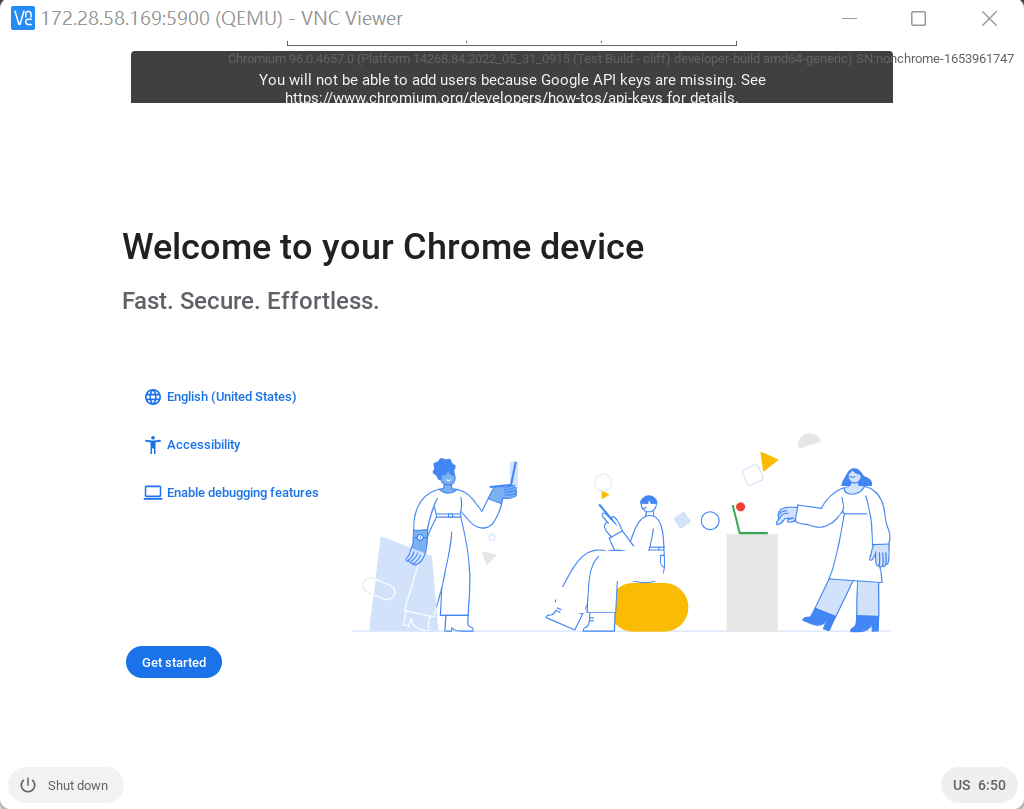 172.28.58.169:5900 (QEMU) - VNC Viewer
Chromium 96.0.4657.0 (Platform 14268.84.2022_05_31_0915 (Test Build - cliff) developer-build amd64-generic) SN:nonchrome-1653961747
You will not be able to add users because Google API keys are missing. See
https://www.chromium.org/developers/how-tos/api-keys for details.
Welcome to your Chrome device
Fast. Secure. Effortless.
English (United States)
Accessibility
Enable debugging features
Get started
Shut down
US 6:50